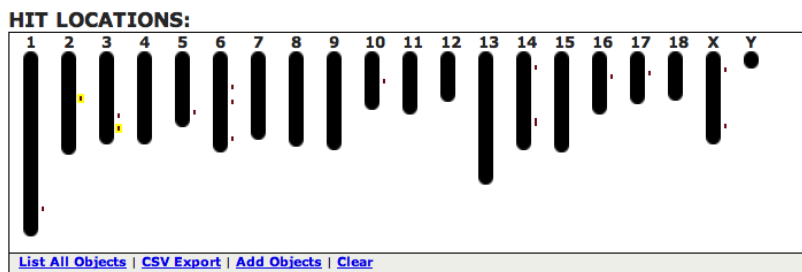 HIT LOCATIONS:
1 2 3 4 5 6 7 8 9 10 11 12 13 14 15 16 17 18 X Y
List All Objects | CSV Export | Add Objects | Clear